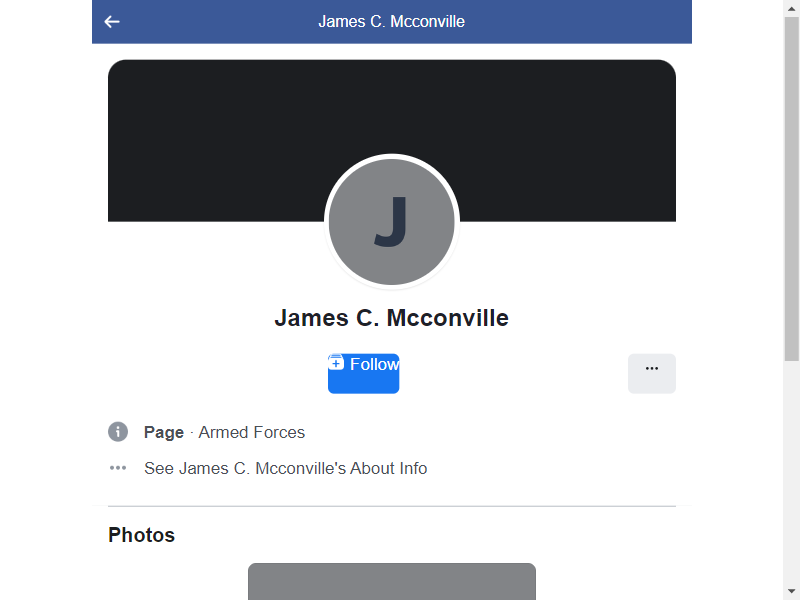 James C. Mcconville
J
James C. Mcconville
Follow
Page · Armed Forces
See James C. Mcconville's About Info
Photos